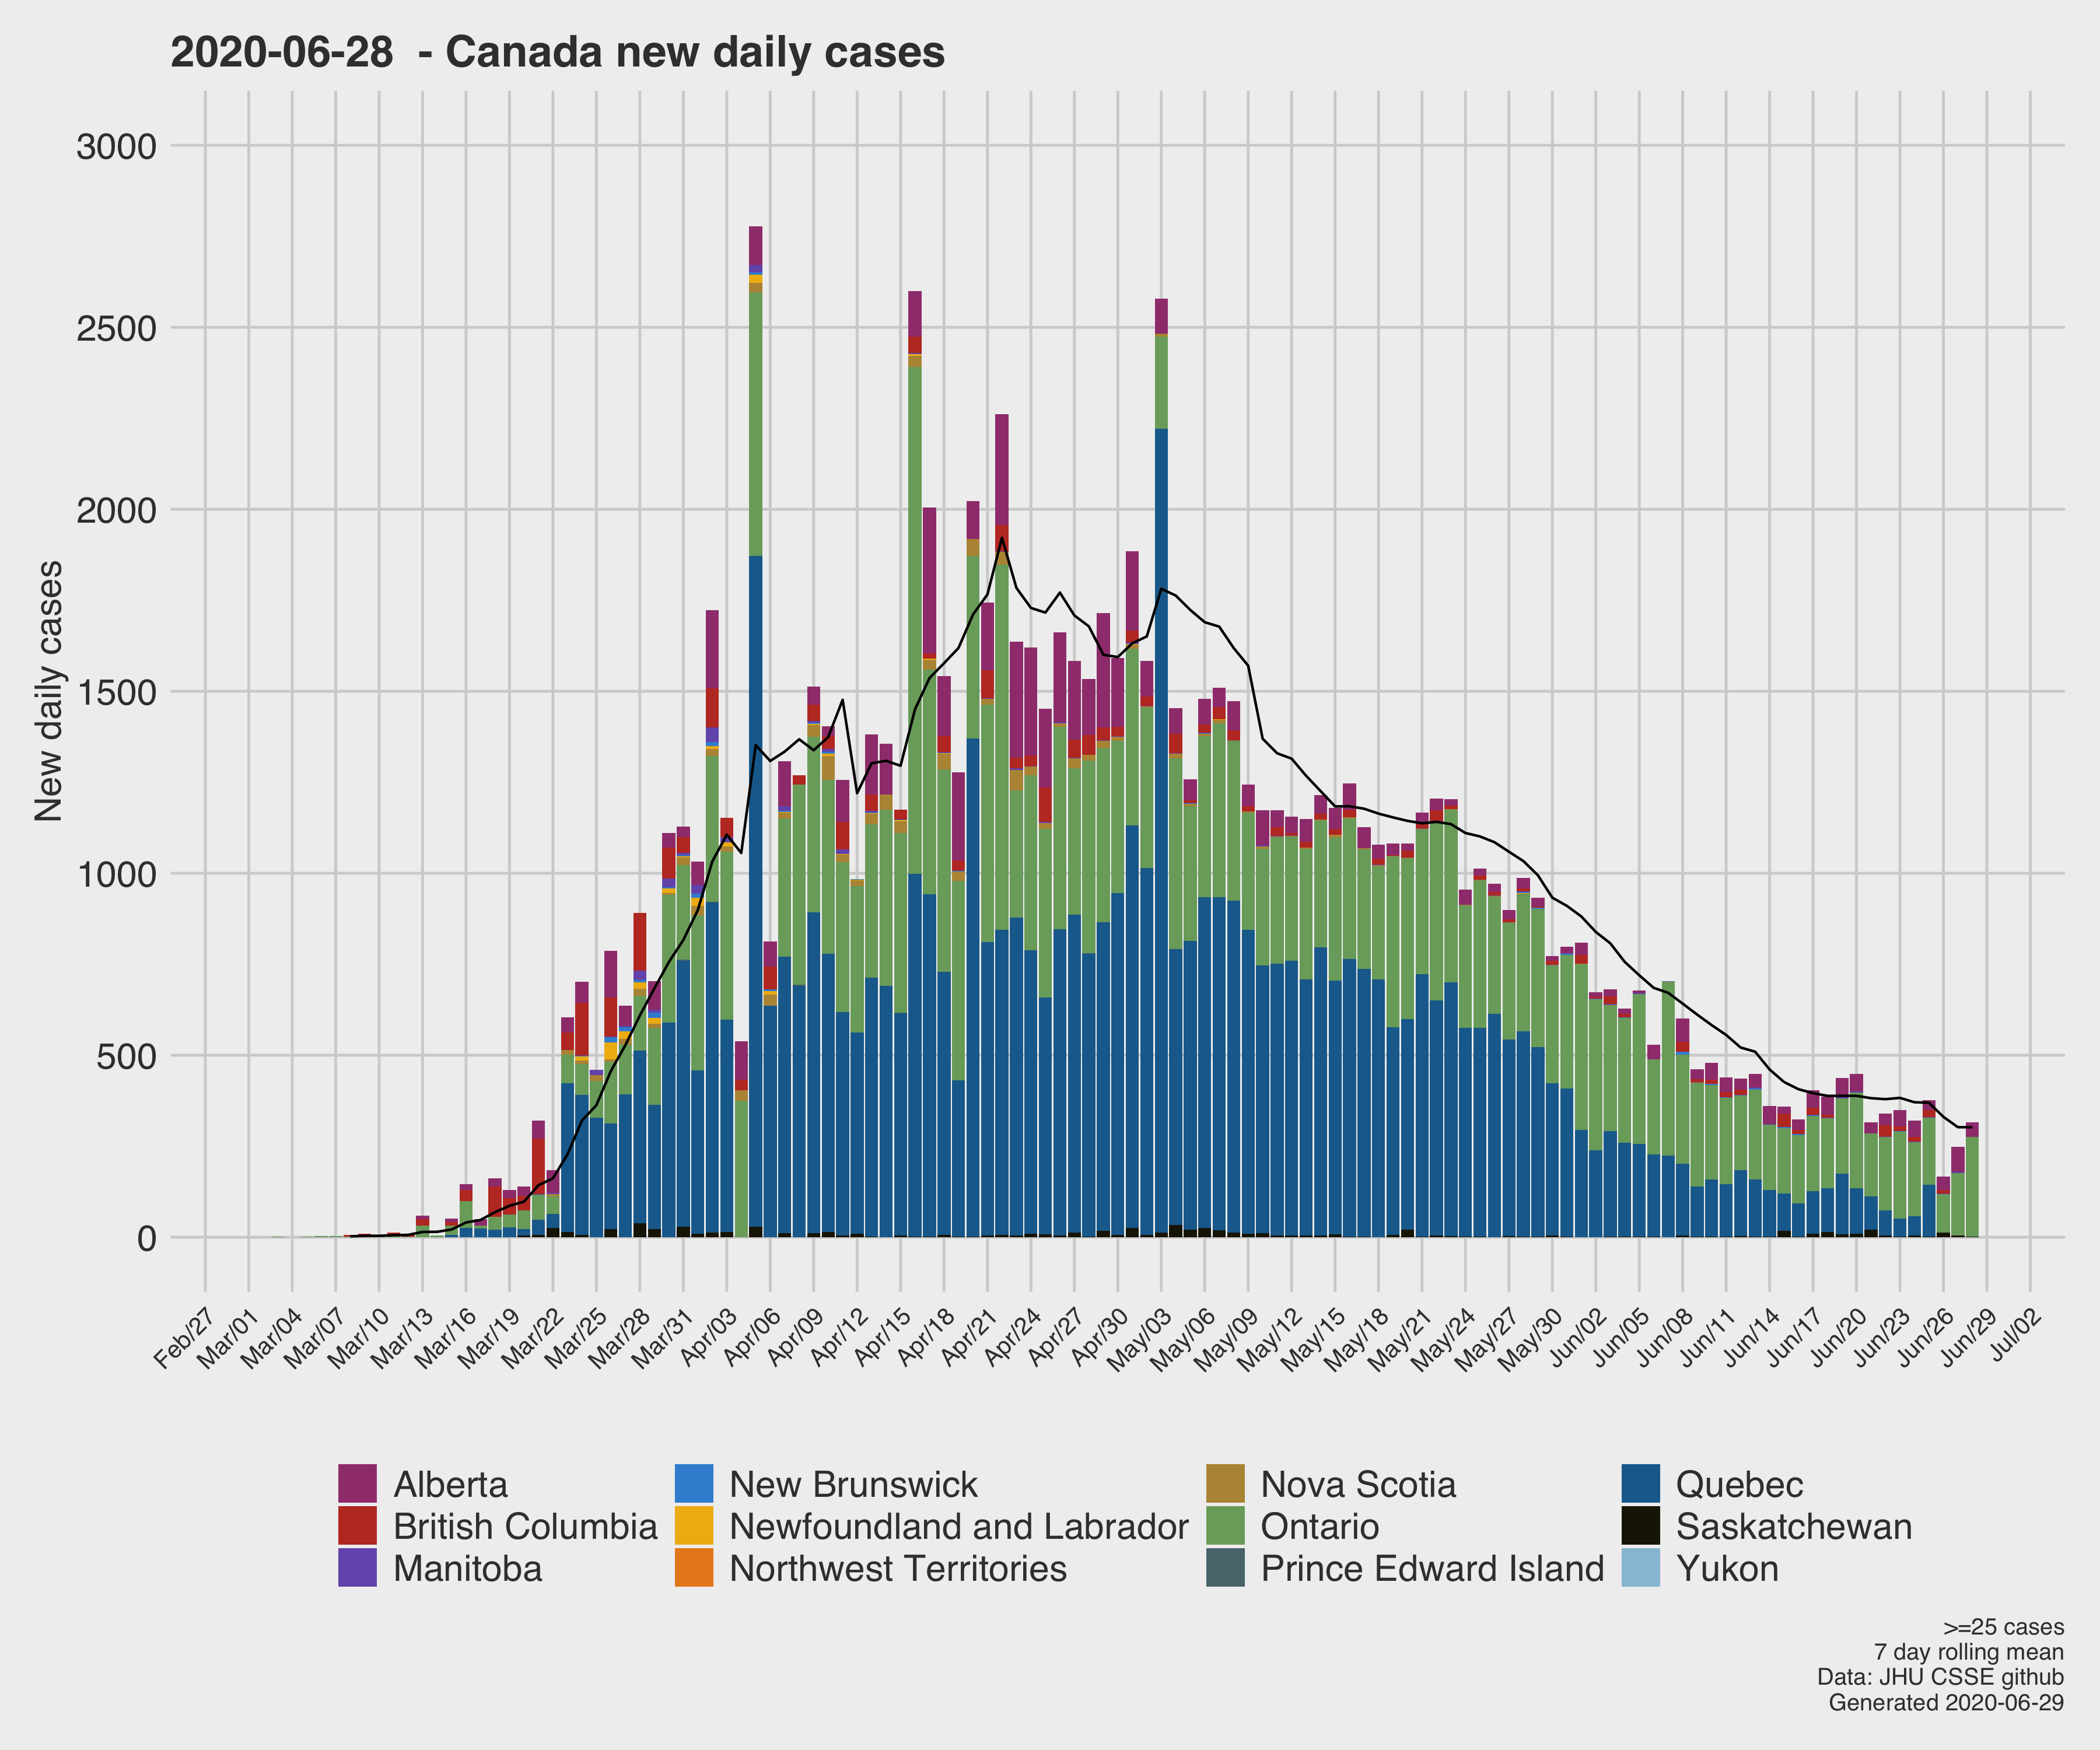 2020-06-28  - Canada new daily cases
3000
2500
2000
1500
1000
500
0
New daily cases
Feb/27
Mar/01
Mar/04
Mar/07
Mar/10
Mar/13
Mar/16
Mar/19
Mar/22
Mar/25
Mar/28
Mar/31
Apr/03
Apr/06
Apr/09
Apr/12
Apr/15
Apr/18
Apr/21
Apr/24
Apr/27
Apr/30
May/03
May/06
May/09
May/12
May/15
May/18
May/21
May/24
May/27
May/30
Jun/02
Jun/05
Jun/08
Jun/11
Jun/14
Jun/17
Jun/20
Jun/23
Jun/26
Jun/29
Jul/02
Alberta
British Columbia
Manitoba
New Brunswick
Newfoundland and Labrador
Northwest Territories
Nova Scotia
Ontario
Prince Edward Island
Quebec
Saskatchewan
Yukon
>=25 cases
7 day rolling mean
Data: JHU CSSE github
Generated 2020-06-29